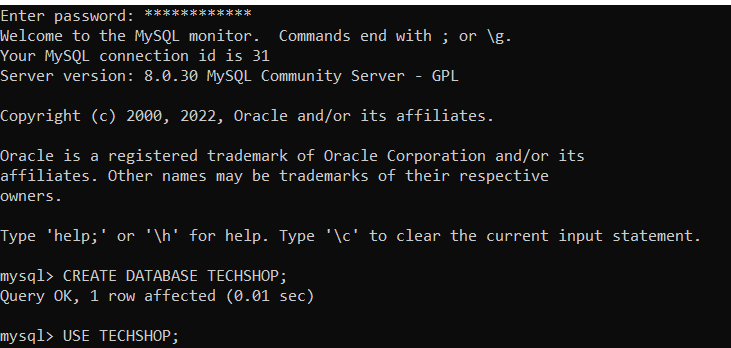 Enter password: ************
Welcome to the MySQL monitor.  Commands end with ; or \g.
Your MySQL connection id is 31
Server version: 8.0.30 MySQL Community Server - GPL

Copyright (c) 2000, 2022, Oracle and/or its affiliates.

Oracle is a registered trademark of Oracle Corporation and/or its
affiliates. Other names may be trademarks of their respective
owners.

Type 'help;' or '\h' for help. Type '\c' to clear the current input statement.

mysql> CREATE DATABASE TECHSHOP;
Query OK, 1 row affected (0.01 sec)

mysql> USE TECHSHOP;